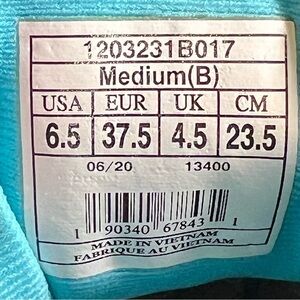 1203231B017
Medium(B)
USA EUR UK CM
6.5 37.5 4.5 23.5
06/20 13400
1 90340 67843 1
MADE IN VIETNAM
FABRIQUE AU VIETNAM